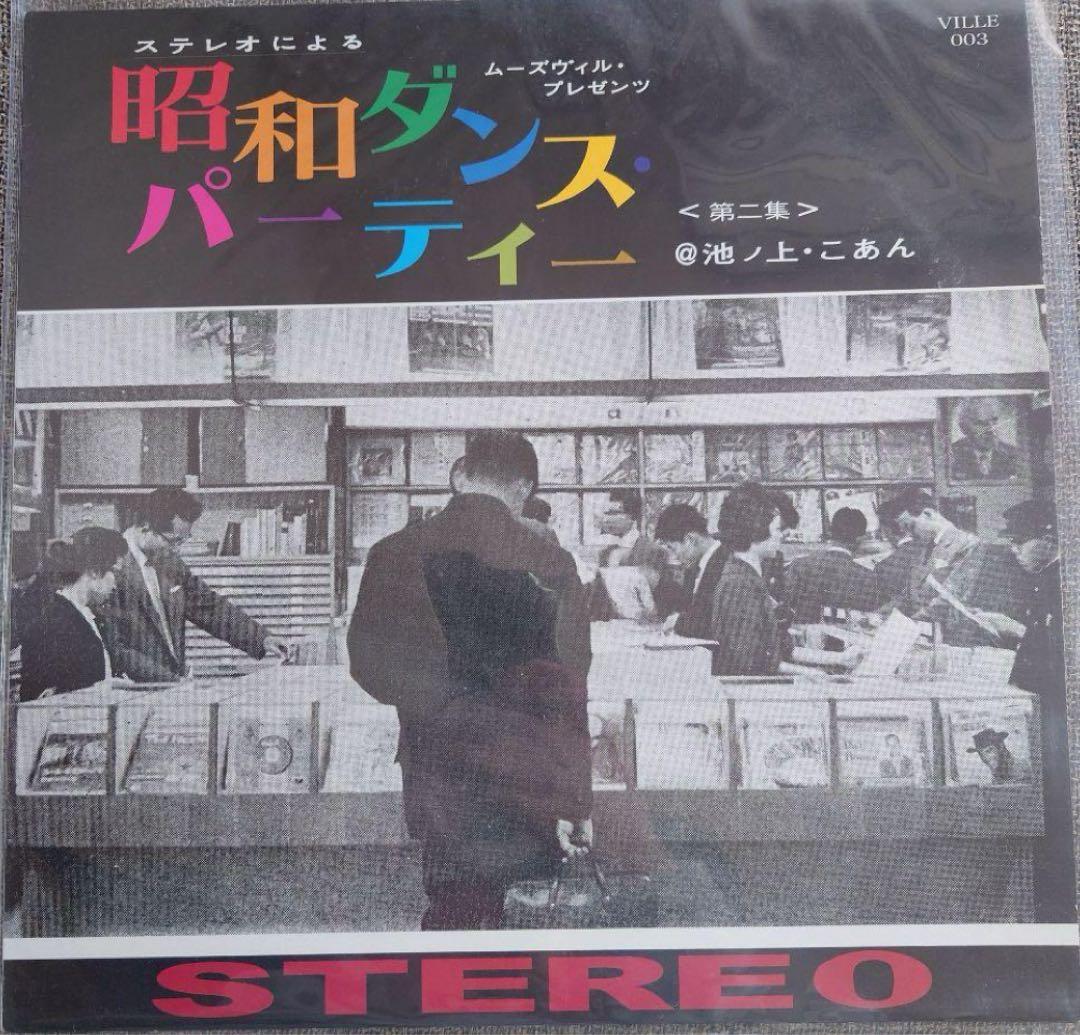 VILLE
003
ステレオによる
ムーズヴィル・
プレゼンツ
昭和ダンス・
パーティー
<第二集>
@池ノ上・こあん
STEREO